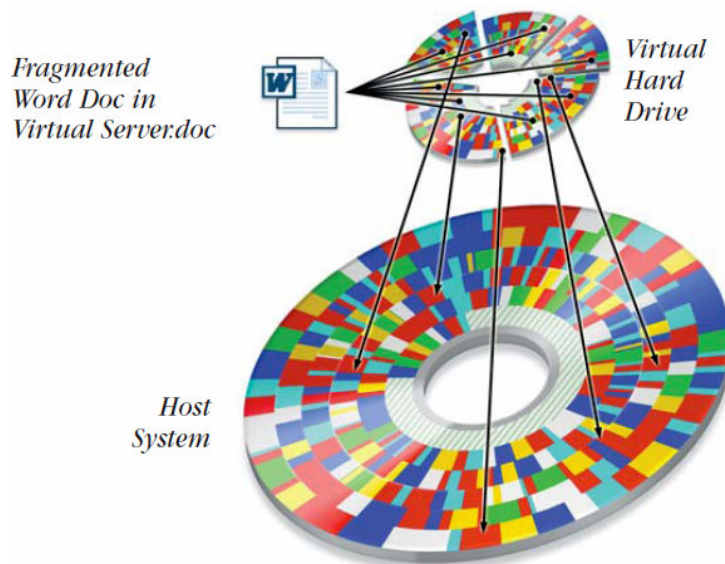 Fragmented
Word Doc in
Virtual Server.doc
W
Virtual
Hard
Drive
Host
System